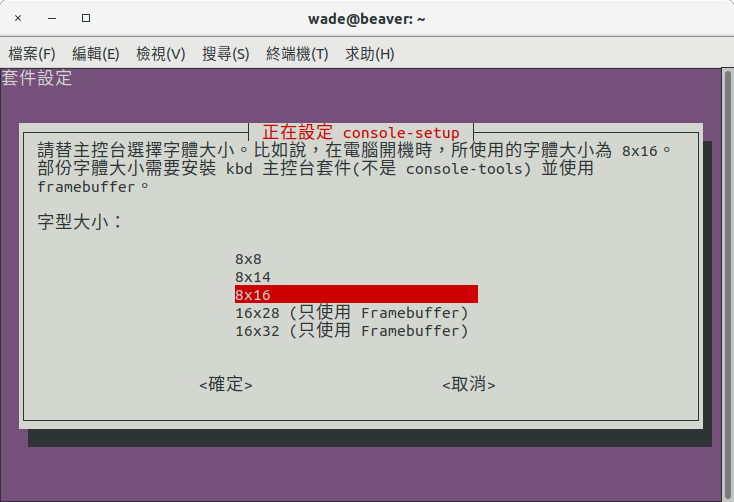 wade@beaver: ~
檔案(F) 編輯(E) 檢視(V) 搜尋(S) 終端機(T) 求助(H)
套件設定
正在設定 console-setup
請替主控台選擇字體大小。比如說，在電腦開機時，所使用的字體大小為 8x16。
部份字體大小需要安裝 kbd 主控台套件(不是 console-tools) 並使用
framebuffer。
字型大小：
8x8
8x14
8x16
16x28 (只使用 Framebuffer)
16x32 (只使用 Framebuffer)
<確定> <取消>